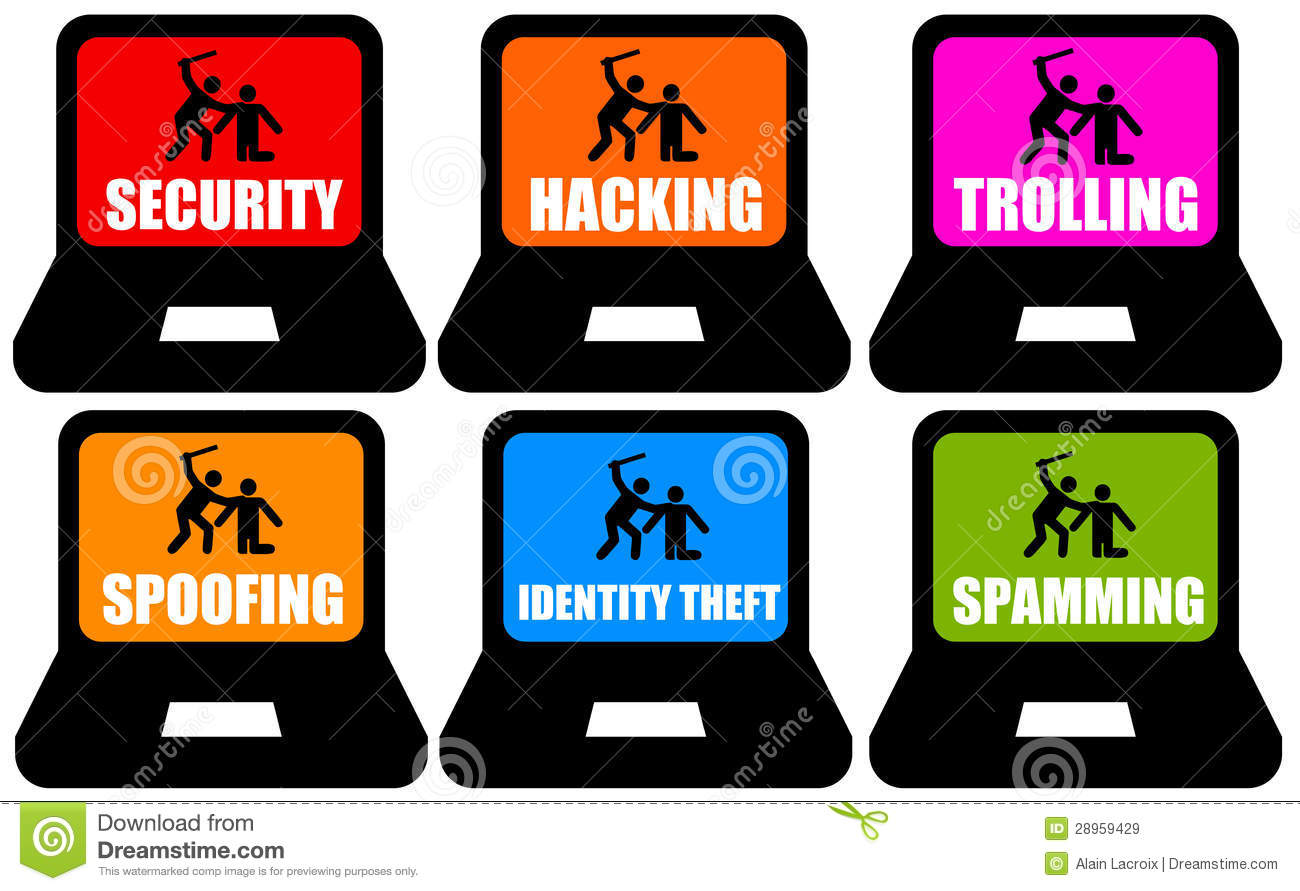 SECURITY
HACKING
TROLLING
SPOOFING
IDENTITY THEFT
SPAMMING
dreamstime.
Download from
Dreamstime.com
This watermarked comp image is for previewing purposes only.
ID 28959429
© Alain Lacroix | Dreamstime.com